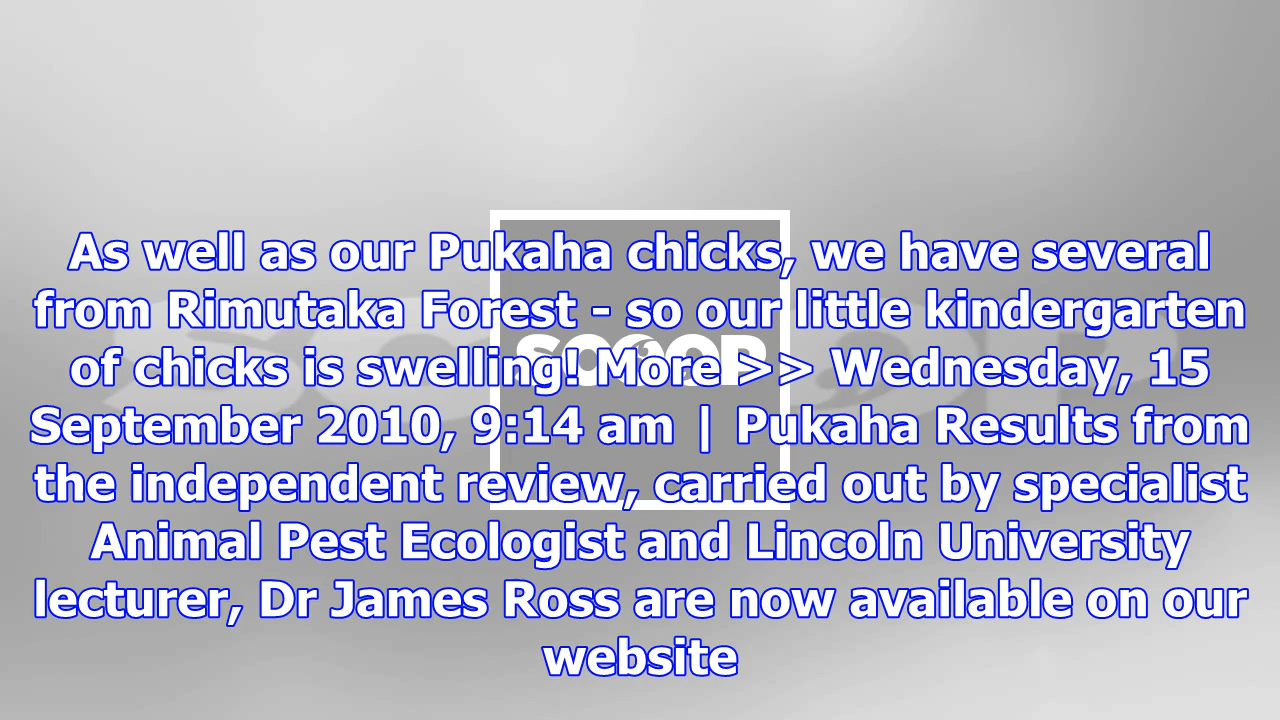 As well as our Pukaha chicks, we have several
from Rimutaka Forest - so our little kindergarten
SCOOP
of chicks is swelling! More >> Wednesday, 15
September 2010, 9:14 am | Pukaha Results from
the independent review, carried out by specialist
Animal Pest Ecologist and Lincoln University
lecturer, Dr James Ross are now available on our
website